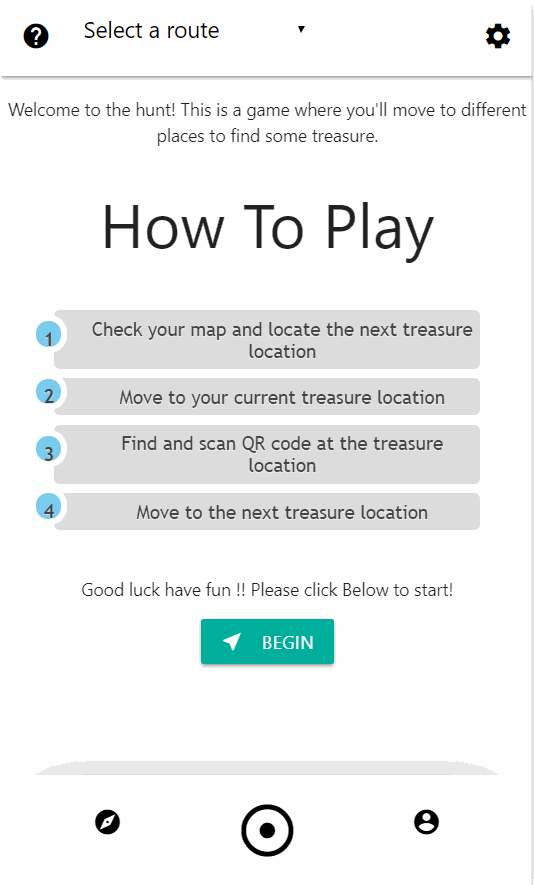 Select a route
Welcome to the hunt! This is a game where you'll move to different
places to find some treasure.
How To Play
1 Check your map and locate the next treasure
location
2 Move to your current treasure location
3 Find and scan QR code at the treasure
location
4 Move to the next treasure location
Good luck have fun !! Please click Below to start!
BEGIN